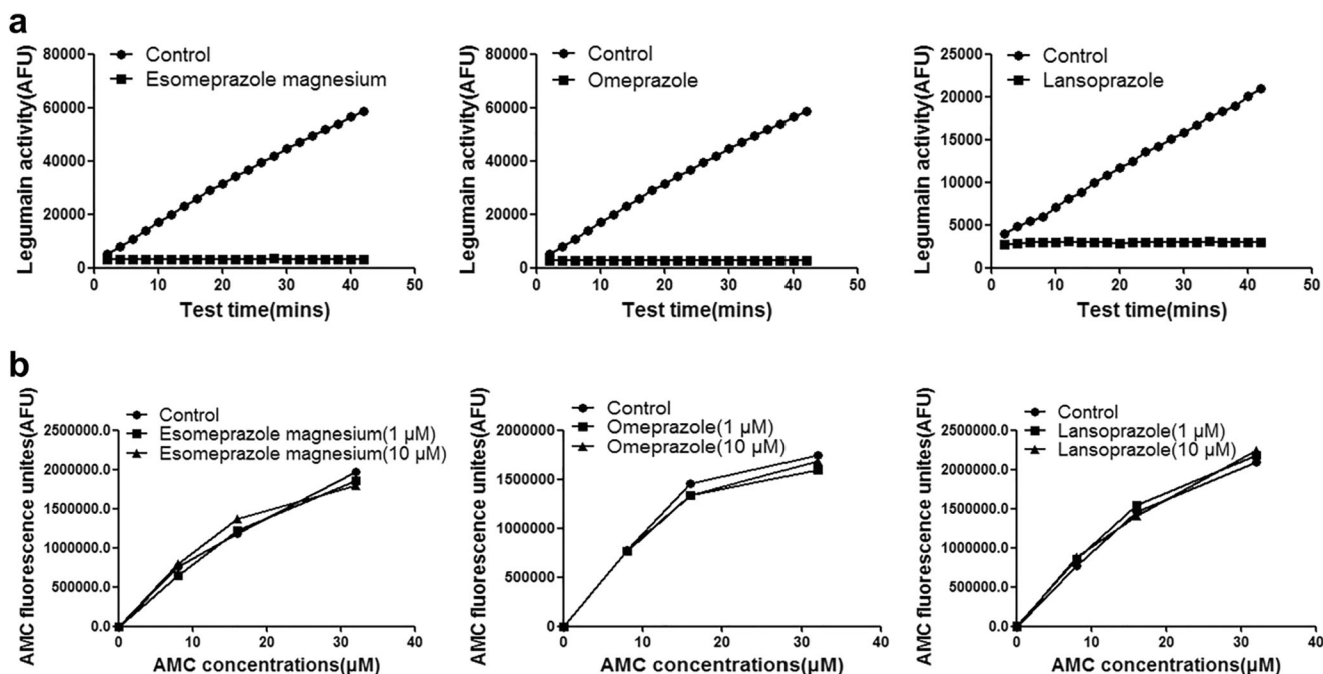 a
Legumain activity(AFU)
80000
60000
40000
20000
0
Control
Esomeprazole magnesium
0 10 20 30 40 50
Test time(mins)
Legumain activity(AFU)
80000
60000
40000
20000
0
Control
Omeprazole
0 10 20 30 40 50
Test time(mins)
Legumain activity(AFU)
25000
20000
15000
10000
5000
0
Control
Lansoprazole
0 10 20 30 40 50
Test time(mins)
b
AMC fluorescence unites(AFU)
2500000.0
2000000.0
1500000.0
1000000.0
500000.0
0.0
Control
Esomeprazole magnesium(1 µM)
Esomeprazole magnesium(10 µM)
0 10 20 30 40
AMC concentrations(µM)
AMC fluorescence unites(AFU)
2000000.
1500000.
1000000.
500000.
0.0
Control
Omeprazole(1 µM)
Omeprazole(10 µM)
0 10 20 30 40
AMC concentrations(µM)
AMC fluorescence unites(AFU)
2500000.0
2000000.0
1500000.0
1000000.0
500000.0
0.0
Control
Lansoprazole(1 µM)
Lansoprazole(10 µM)
0 10 20 30 40
AMC concentrations(µM)